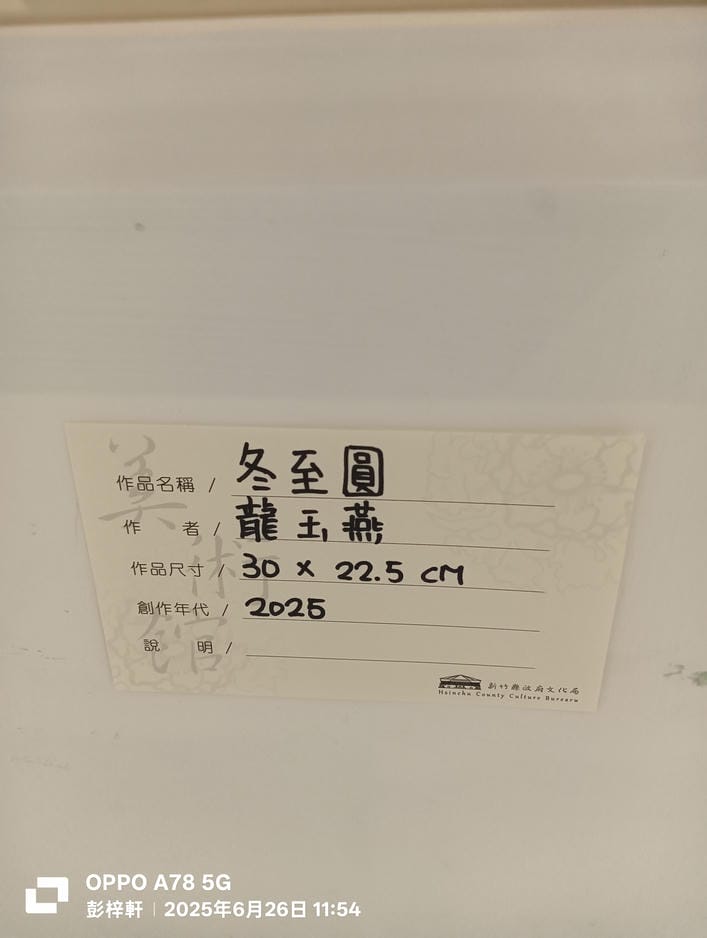 美術館
作品名稱 / 冬至圓
作 者 / 龍玉燕
作品尺寸 / 30 x 22.5 cm
創作年代 / 2025
說 明 /
新竹縣政府文化局
Hsinchu County Culture Bureau
OPPO A78 5G
彭梓軒 | 2025年6月26日 11:54